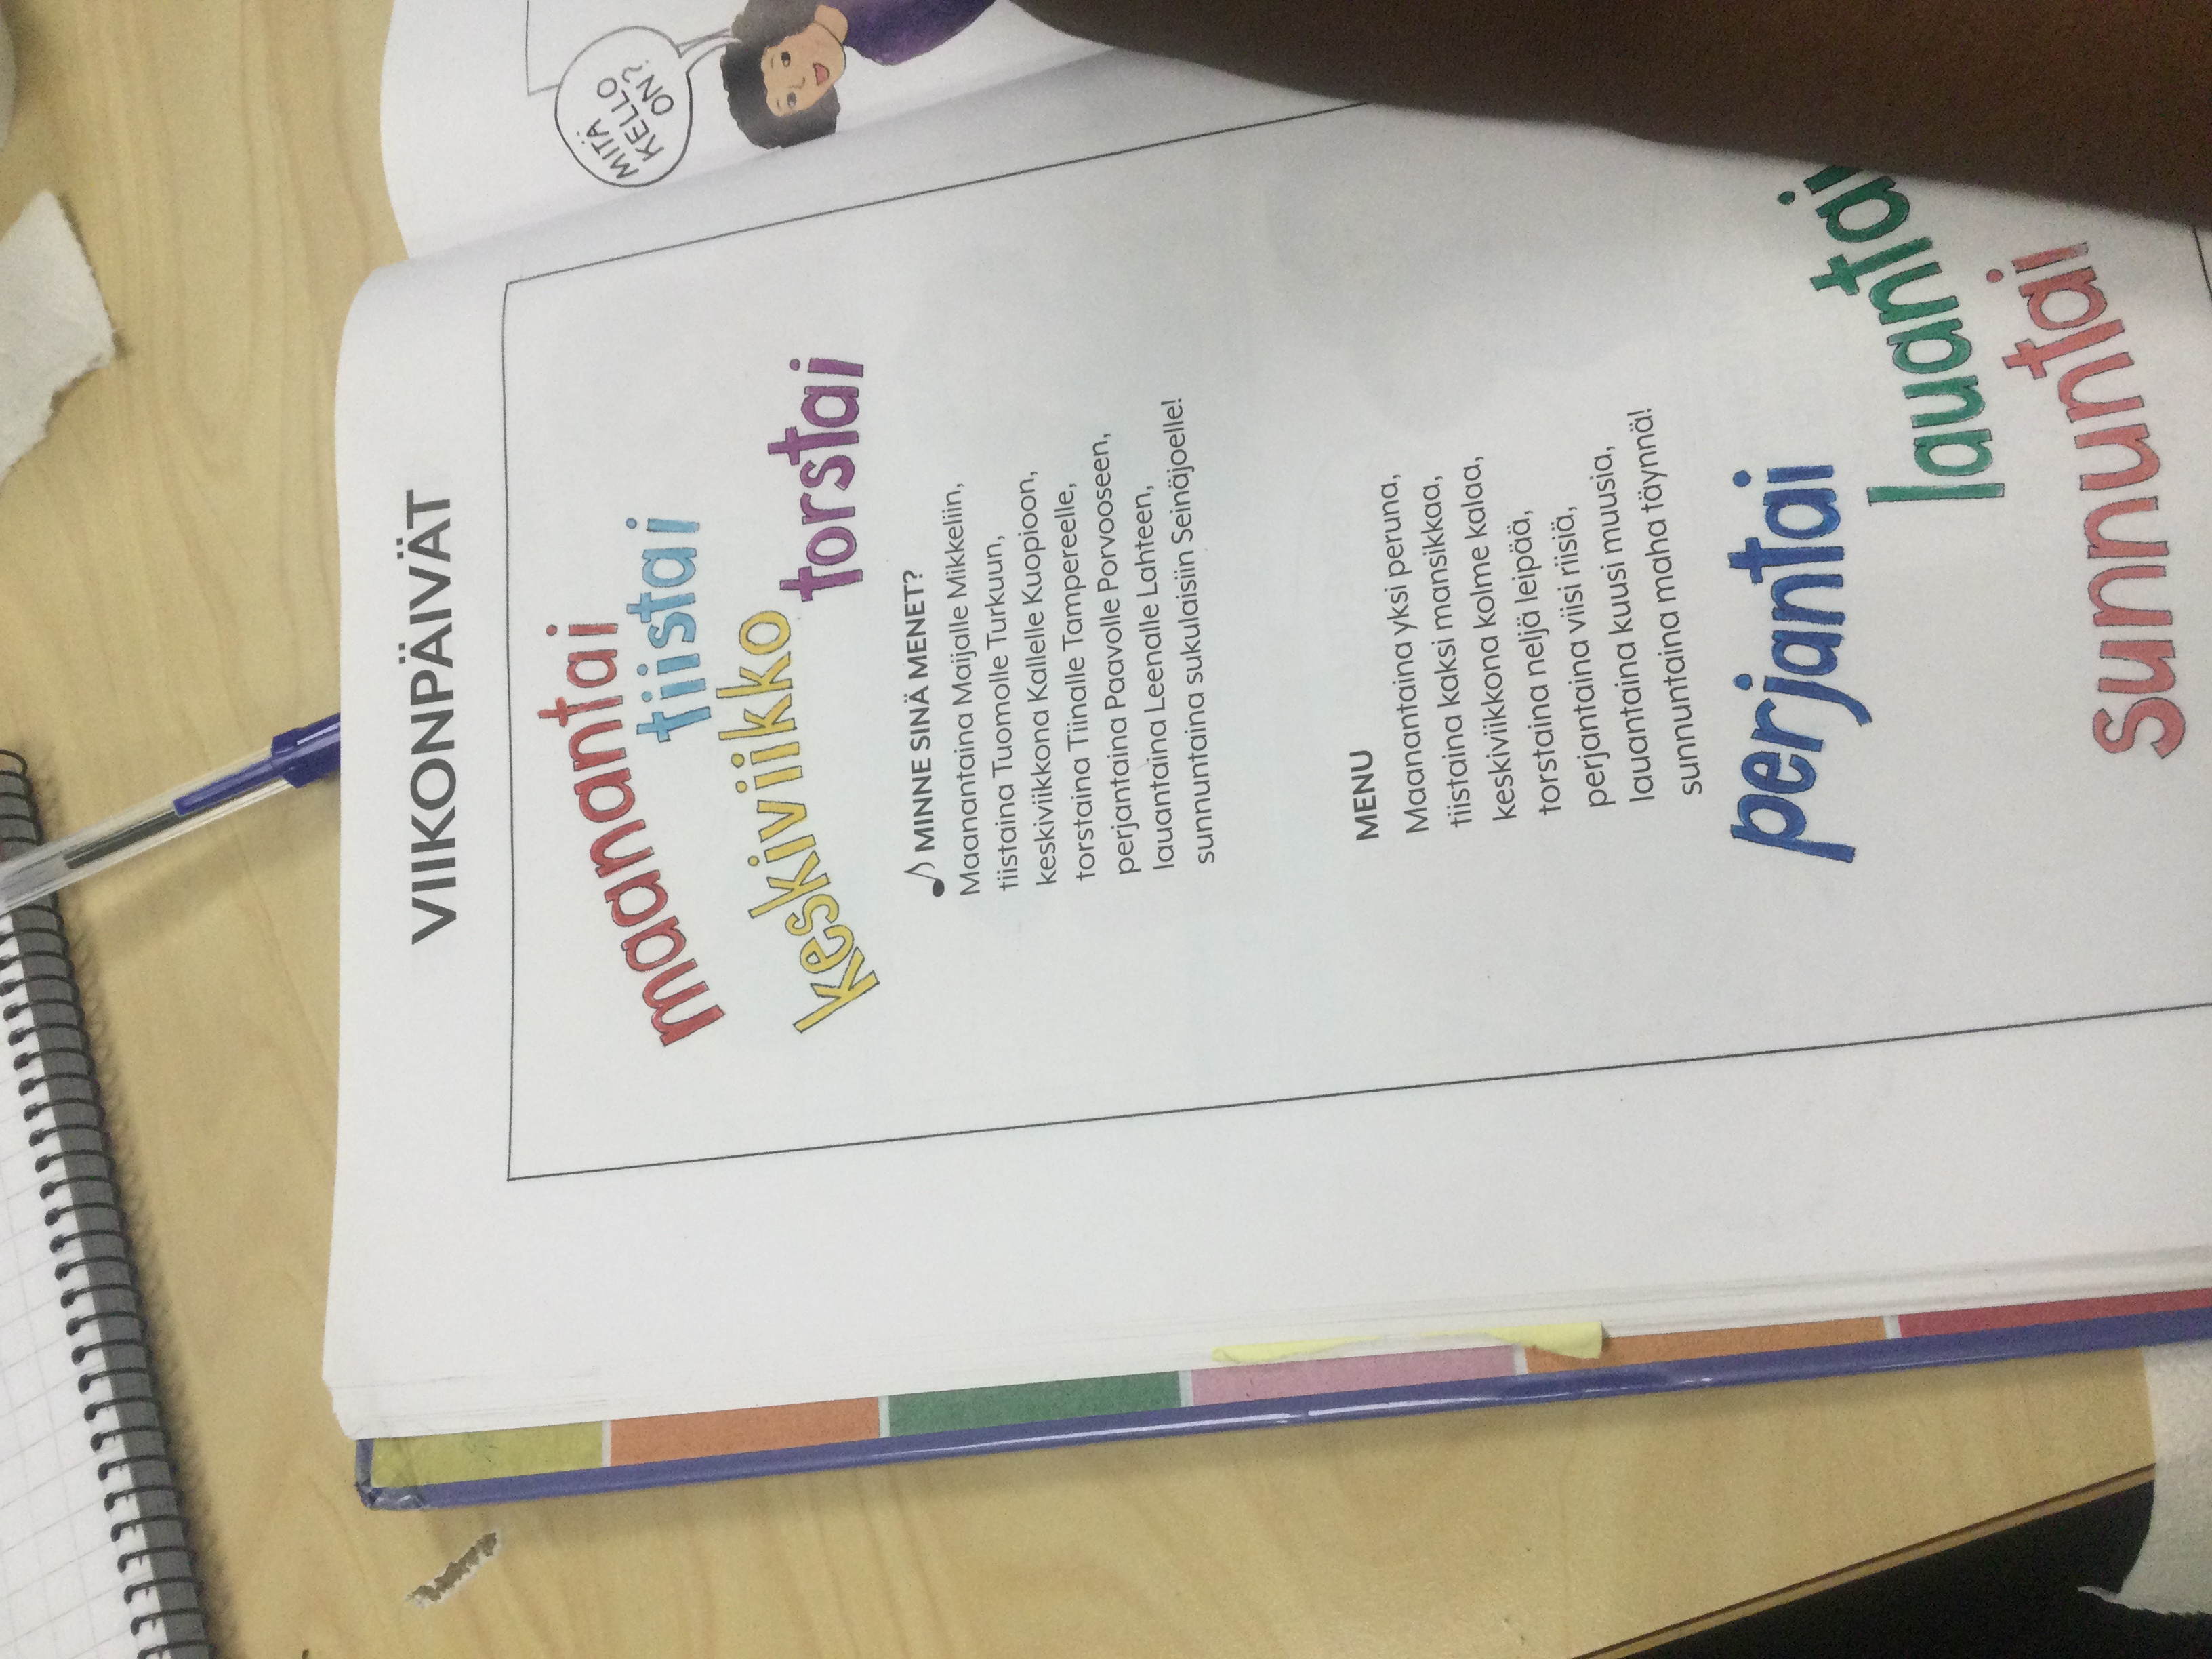 VIIKONPÄIVÄT
maanantai
tiistai
keskiviikko
torstai
MINNE SINÄ MENET?
Maanantaina Maijalle Mikkeliin,
tiistaina Tuomolle Turkuun,
keskiviikkona Kallelle Kuopioon,
torstaina Tiinalle Tampereelle,
perjantaina Paavolle Porvooseen,
lauantaina Leenalle Lahteen,
sunnuntaina sukulaisiin Seinäjoelle!
MENU
Maanantaina yksi peruna,
tiistaina kaksi mansikkaa,
keskiviikkona kolme kalaa,
torstaina neljä leipää,
perjantaina viisi riisiä,
lauantaina kuusi muusia,
sunnuntaina maha täynnä!
perjantai
lauantai
sunnuntai
MITÄ
KELLO
ON?